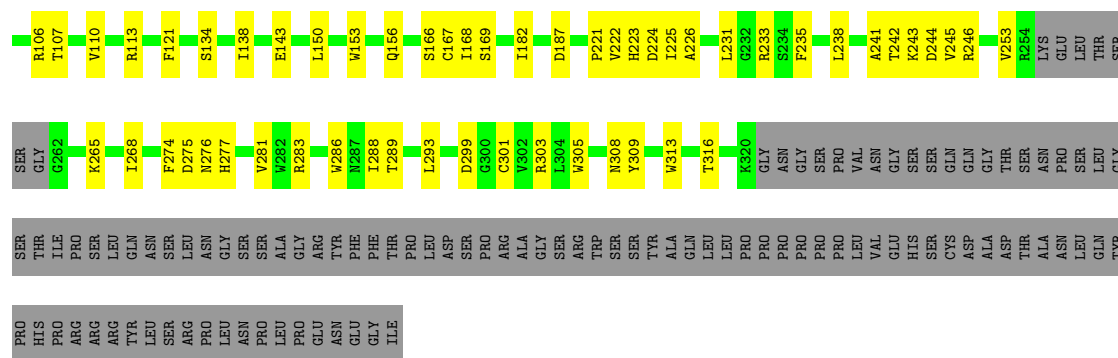 R106 T107 V110 R113 F121 S134 I138 E143 L150 W153 Q156 S166 C167 I168 S169 I182 D187 P221 V222 H223 D224 I225 A226 L231 G232 R233 S234 F235 L238 A241 T242 K243 D244 V245 R246 V253 R254 LYS GLU LEU THR SER
SER GLY G262 K265 I268 F274 D275 N276 H277 V281 W282 R283 W286 N287 I288 T289 L293 D299 G300 C301 V302 R303 L304 W305 N308 Y309 W313 T316 K320 GLY ASN GLY SER PRO VAL ASN GLY SER SER GLN GLN GLY THR SER ASN PRO SER LEU GLY
SER THR ILE PRO SER LEU GLN ASN SER LEU ASN GLY SER SER ALA GLY ARG TYR PHE PHE THR PRO LEU ASP SER PRO ARG ALA GLY SER ARG TRP SER SER TYR ALA GLN LEU LEU PRO PRO PRO PRO PRO PRO LEU VAL GLU HIS SER CYS ASP ALA ASP THR ALA ASN LEU GLN TYR
PRO HIS PRO ARG ARG ARG TYR LEU SER ARG PRO LEU ASN PRO LEU PRO GLU ASN GLU GLY ILE